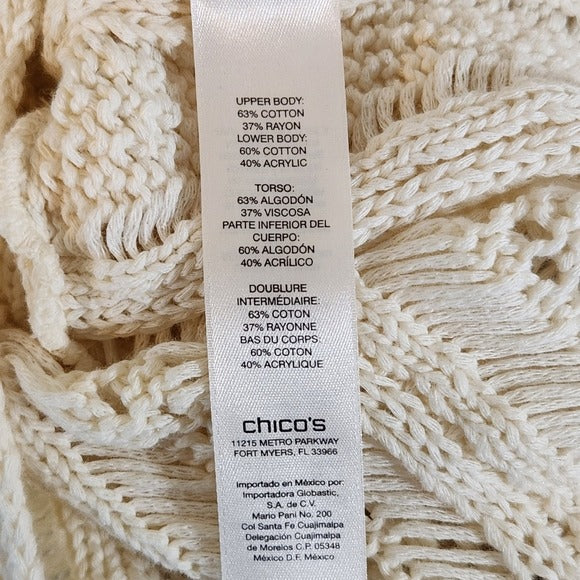 UPPER BODY:
63% COTTON
37% RAYON
LOWER BODY:
60% COTTON
40% ACRYLIC
TORSO:
63% ALGODÓN
37% VISCOSA
PARTE INFERIOR DEL
CUERPO:
60% ALGODÓN
40% ACRÍLICO
DOUBLURE
INTERMÉDIAIRE:
63% COTON
37% RAYONNE
BAS DU CORPS:
60% COTON
40% ACRYLIQUE
chico's
11215 METRO PARKWAY
FORT MYERS, FL 33966
Importado en México por:
Importadora Globastic,
S.A. de C.V.
Mario Pani No. 200
Col Santa Fe Cuajimalpa
Delegación Cuajimalpa
de Morelos C.P. 05348
México D.F. México